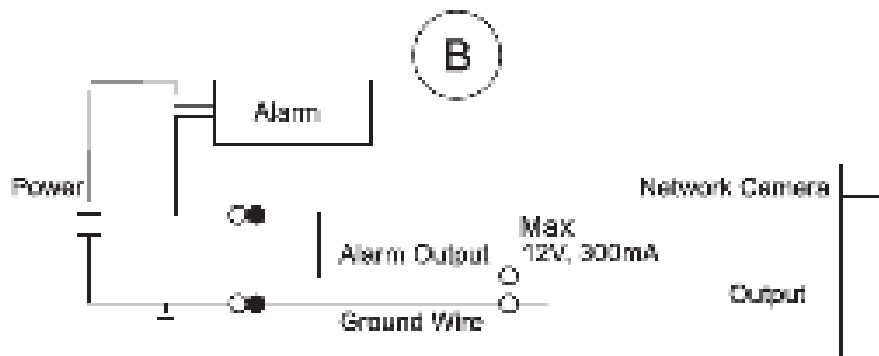 B
Alarm
Power
Network Camera
Max
12V, 300mA
Alarm Output
Output
Ground Wire